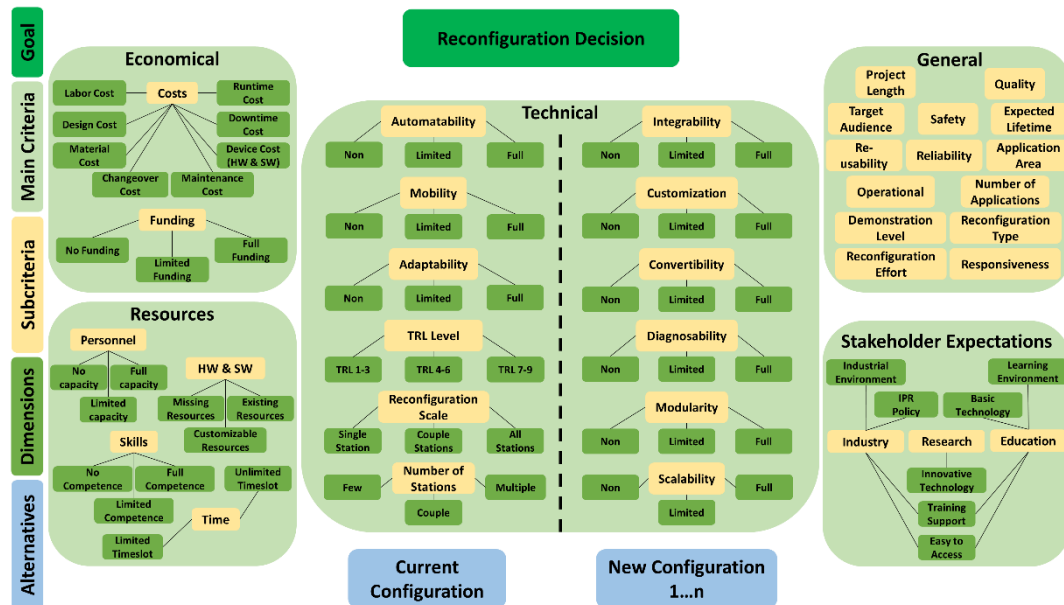 Goal
Main Criteria
Subcriteria
Dimensions
Alternatives
Reconfiguration Decision
Economical
Labor Cost
Costs
Runtime
Cost
Design Cost
Downtime
Cost
Material
Cost
Device Cost
(HW & SW)
Changeover
Cost
Maintenance
Cost
Funding
No Funding
Limited
Funding
Full
Funding
Resources
Personnel
No
capacity
Full
capacity
Limited
capacity
HW & SW
Missing
Resources
Existing
Resources
Customizable
Resources
Skills
No
Competence
Full
Competence
Unlimited
Timeslot
Limited
Competence
Time
Limited
Timeslot
Technical
Automatability
Non
Limited
Full
Mobility
Non
Limited
Full
Adaptability
Non
Limited
Full
TRL Level
TRL 1-3
TRL 4-6
TRL 7-9
Reconfiguration
Scale
Single
Station
Couple
Stations
All
Stations
Number of
Stations
Few
Multiple
Couple
Integrability
Non
Limited
Full
Customization
Non
Limited
Full
Convertibility
Non
Limited
Full
Diagnosability
Non
Limited
Full
Modularity
Non
Limited
Full
Scalability
Non
Full
Limited
Current
Configuration
New Configuration
1...n
General
Project
Length
Quality
Target
Audience
Safety
Expected
Lifetime
Re-
usability
Reliability
Application
Area
Operational
Number of
Applications
Demonstration
Level
Reconfiguration
Type
Reconfiguration
Effort
Responsiveness
Stakeholder Expectations
Industrial
Environment
Learning
Environment
IPR
Policy
Basic
Technology
Industry
Research
Education
Innovative
Technology
Training
Support
Easy to
Access